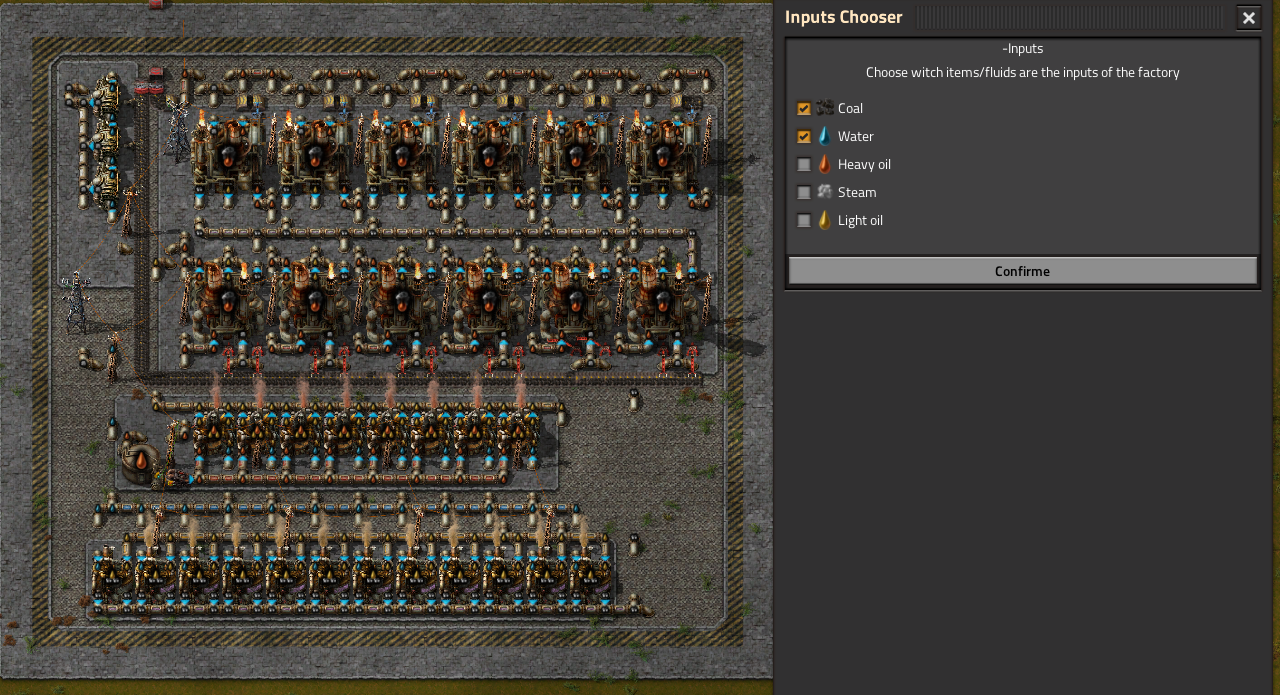 Inputs Chooser
-Inputs
Choose witch items/fluids are the inputs of the factory
Coal
Water
Heavy oil
Steam
Light oil
Confirme